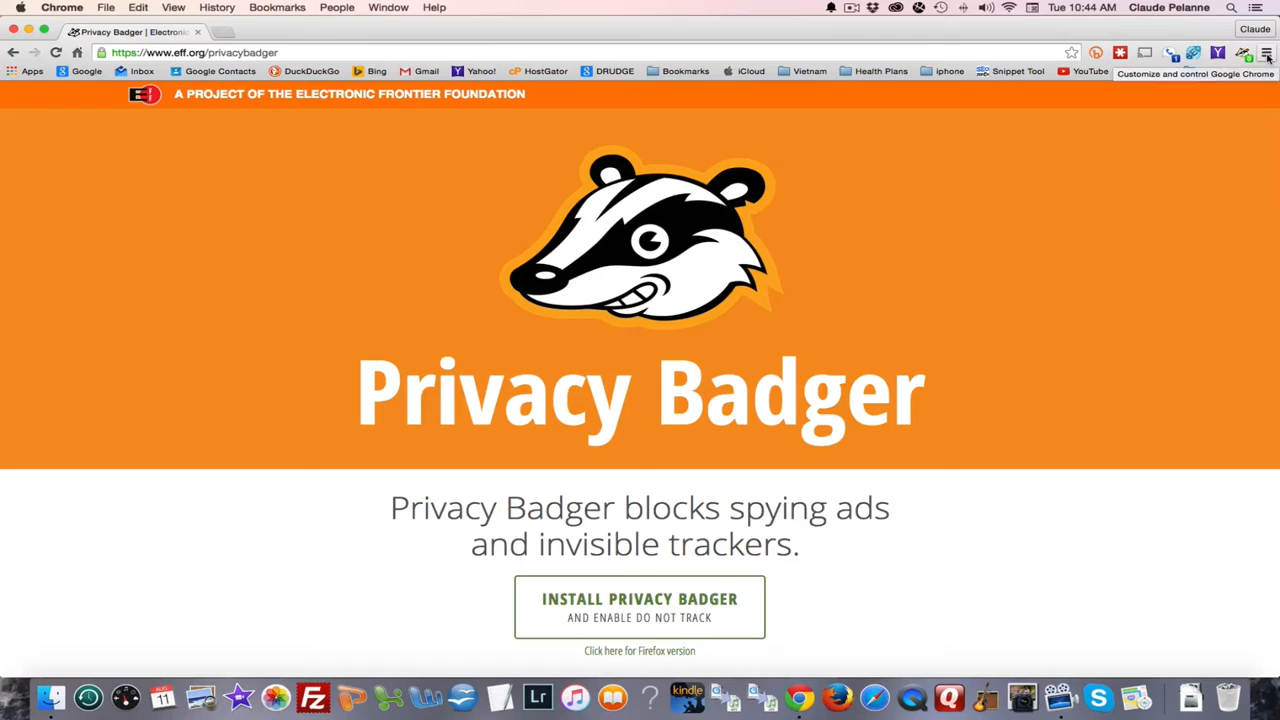 Chrome File Edit View History Bookmarks People Window Help Tue 10:44 AM Claude Pelanne
Privacy Badger | Electronic
Claude
https://www.eff.org/privacybadger
Apps Google Inbox Google Contacts DuckDuckGo Bing Gmail Yahoo! HostGator DRUDGE Bookmarks iCloud Vietnam Health Plans iphone Snippet Tool YouTube
Customize and control Google Chrome
A PROJECT OF THE ELECTRONIC FRONTIER FOUNDATION
Privacy Badger
Privacy Badger blocks spying ads
and invisible trackers.
INSTALL PRIVACY BADGER
AND ENABLE DO NOT TRACK
Click here for Firefox version
AUG
11
Fz
Lr
kindle